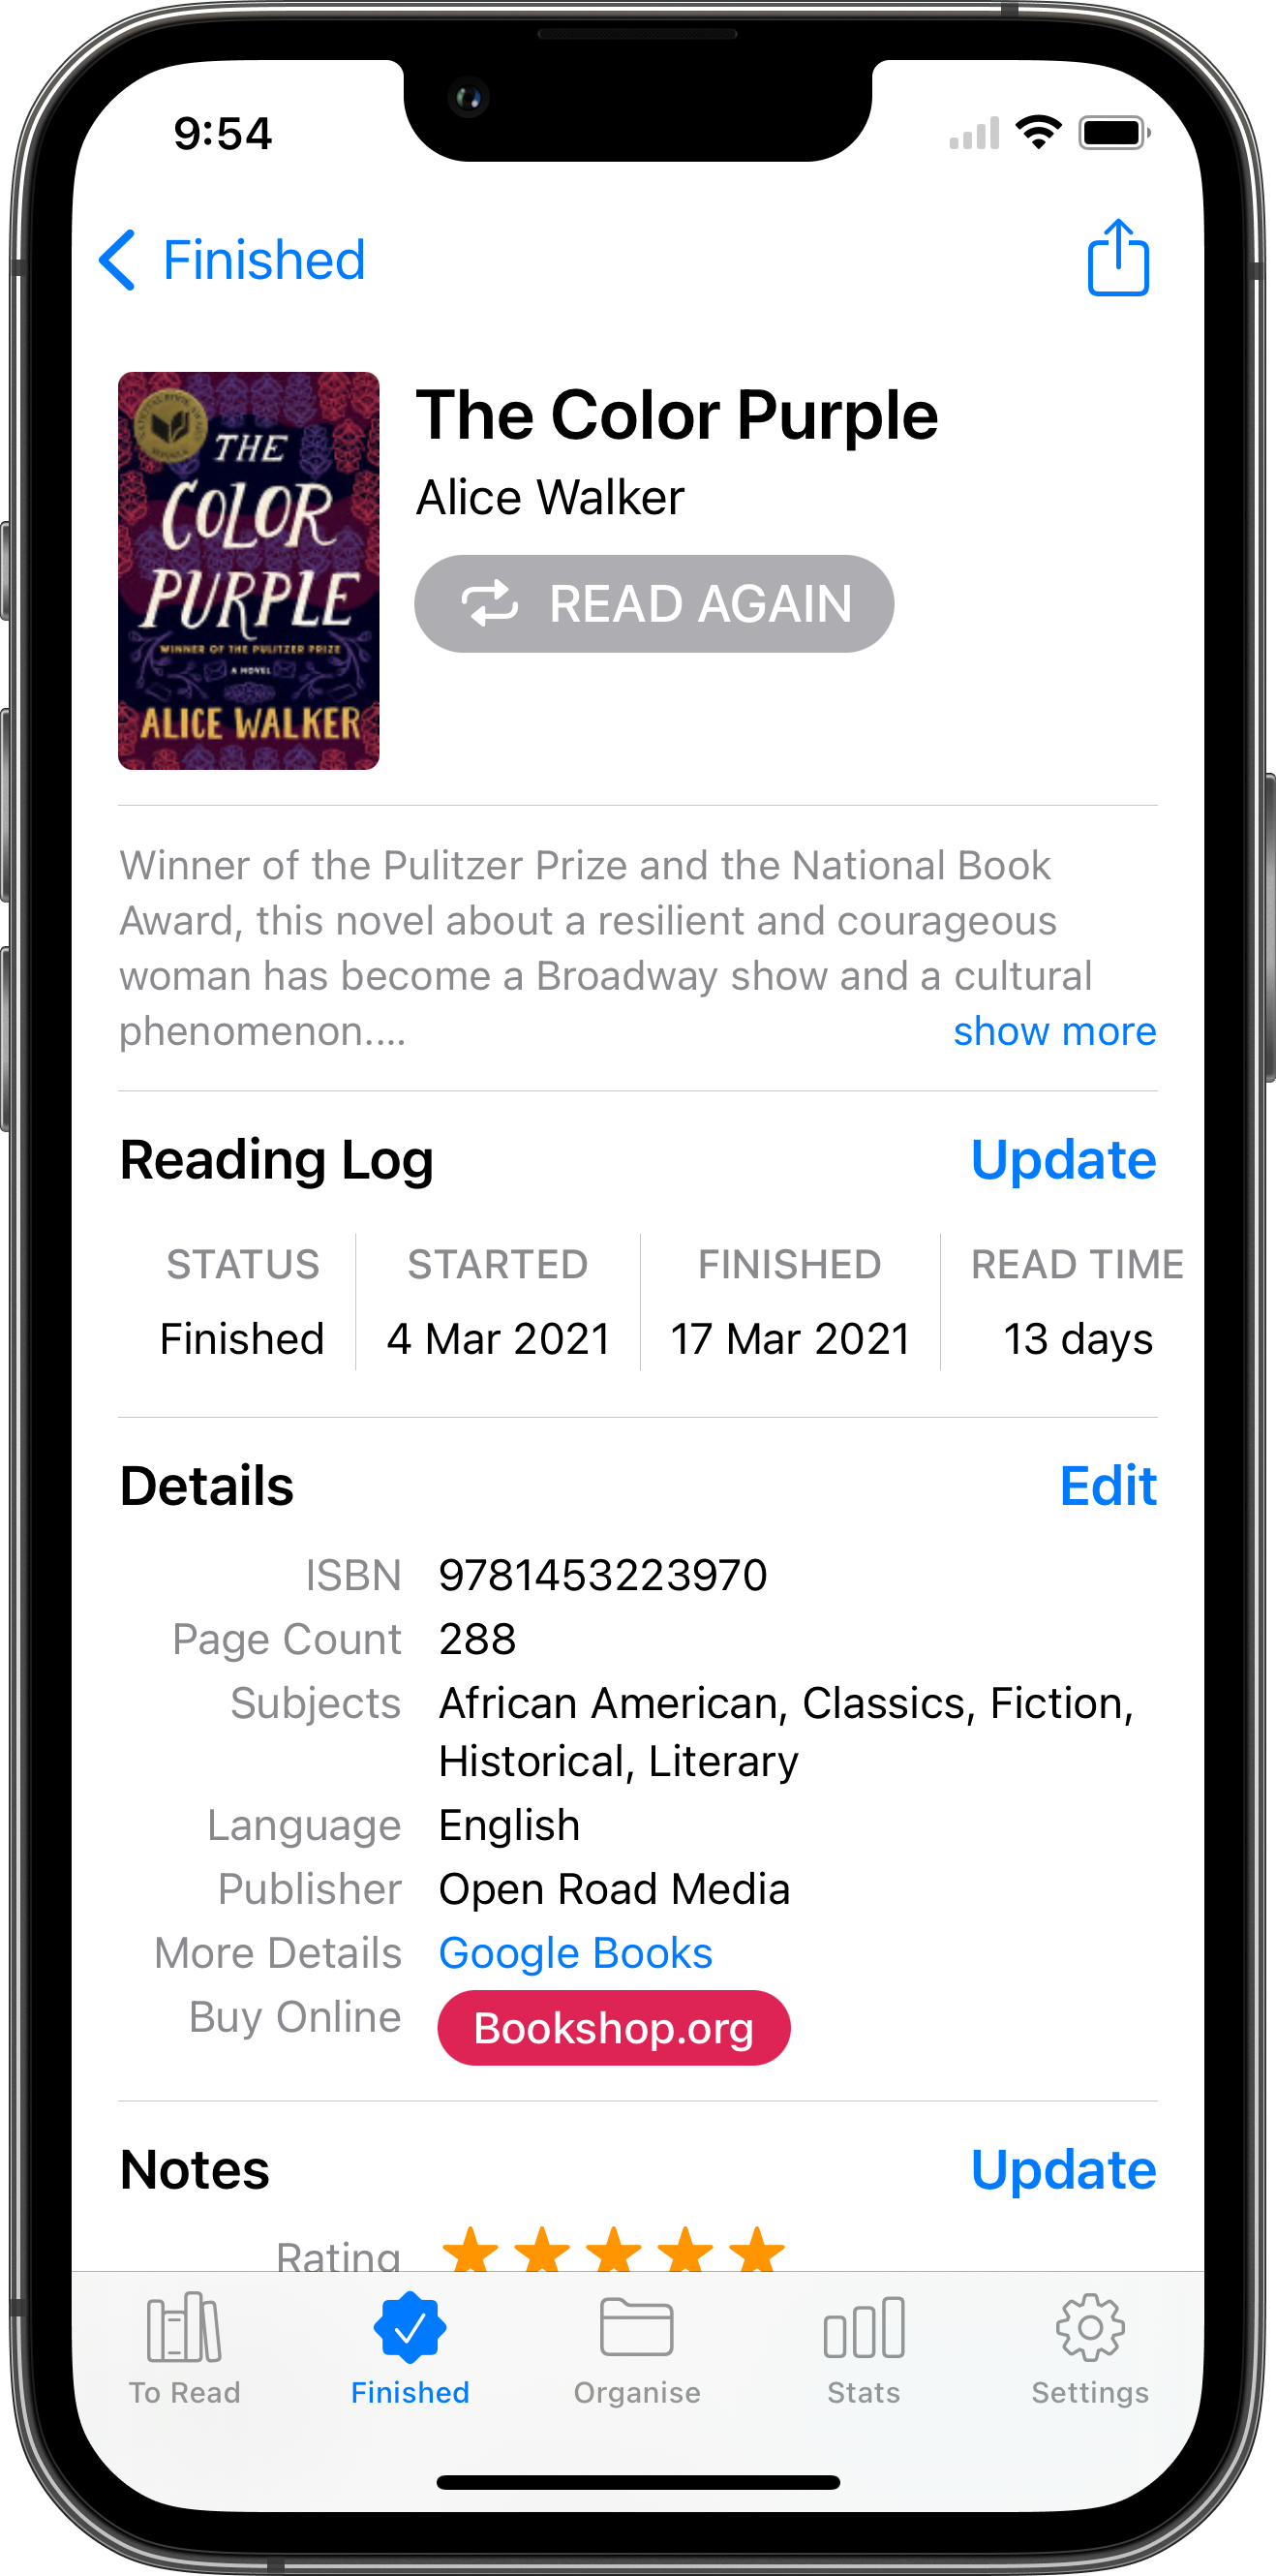 9:54
Finished
THE
COLOR
PURPLE
WINNER OF THE PULITZER PRIZE
A NOVEL
ALICE WALKER
The Color Purple
Alice Walker
READ AGAIN
Winner of the Pulitzer Prize and the National Book
Award, this novel about a resilient and courageous
woman has become a Broadway show and a cultural
phenomenon.... show more
Reading Log Update
STATUS STARTED FINISHED READ TIME
Finished 4 Mar 2021 17 Mar 2021 13 days
Details Edit
ISBN 9781453223970
Page Count 288
Subjects African American, Classics, Fiction,
Historical, Literary
Language English
Publisher Open Road Media
More Details Google Books
Buy Online Bookshop.org
Notes Update
Rating
To Read Finished Organise Stats Settings